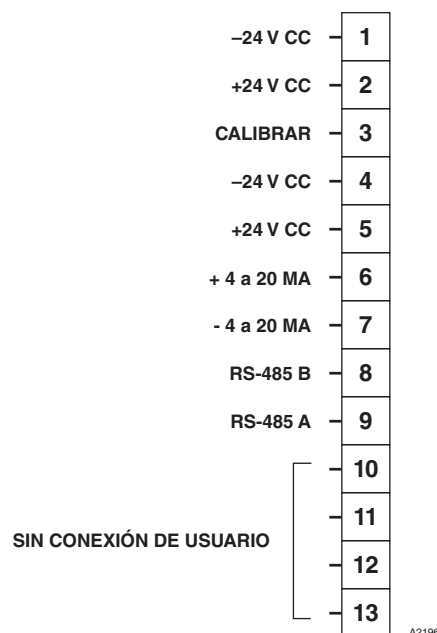 –24 V CC 1
+24 V CC 2
CALIBRAR 3
–24 V CC 4
+24 V CC 5
+ 4 a 20 MA 6
- 4 a 20 MA 7
RS-485 B 8
RS-485 A 9
10
11
SIN CONEXIÓN DE USUARIO
12
13
A2196